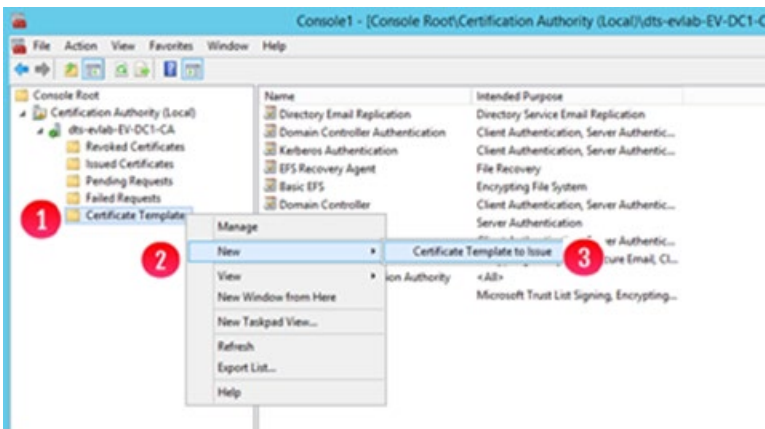 Console1 - [Console Root\Certification Authority (Local)\dts-evlab-EV-DC1-C
File Action View Favorites Window Help
Console Root
Certification Authority (Local)
dts-evlab-EV-DC1-CA
Revoked Certificates
Issued Certificates
Pending Requests
Failed Requests
Certificate Template
Name Intended Purpose
Directory Email Replication Directory Service Email Replication
Domain Controller Authentication Client Authentication, Server Authentic...
Kerberos Authentication Client Authentication, Server Authentic...
EFS Recovery Agent File Recovery
Basic EFS Encrypting File System
Domain Controller Client Authentication, Server Authentic...
Server Authentication
er Authentic...
cure Email, Cl...
ion Authority <All>
Microsoft Trust List Signing, Encrypting...
1
2
3
Manage
New
Certificate Template to Issue
View
New Window from Here
New Taskpad View...
Refresh
Export List...
Help